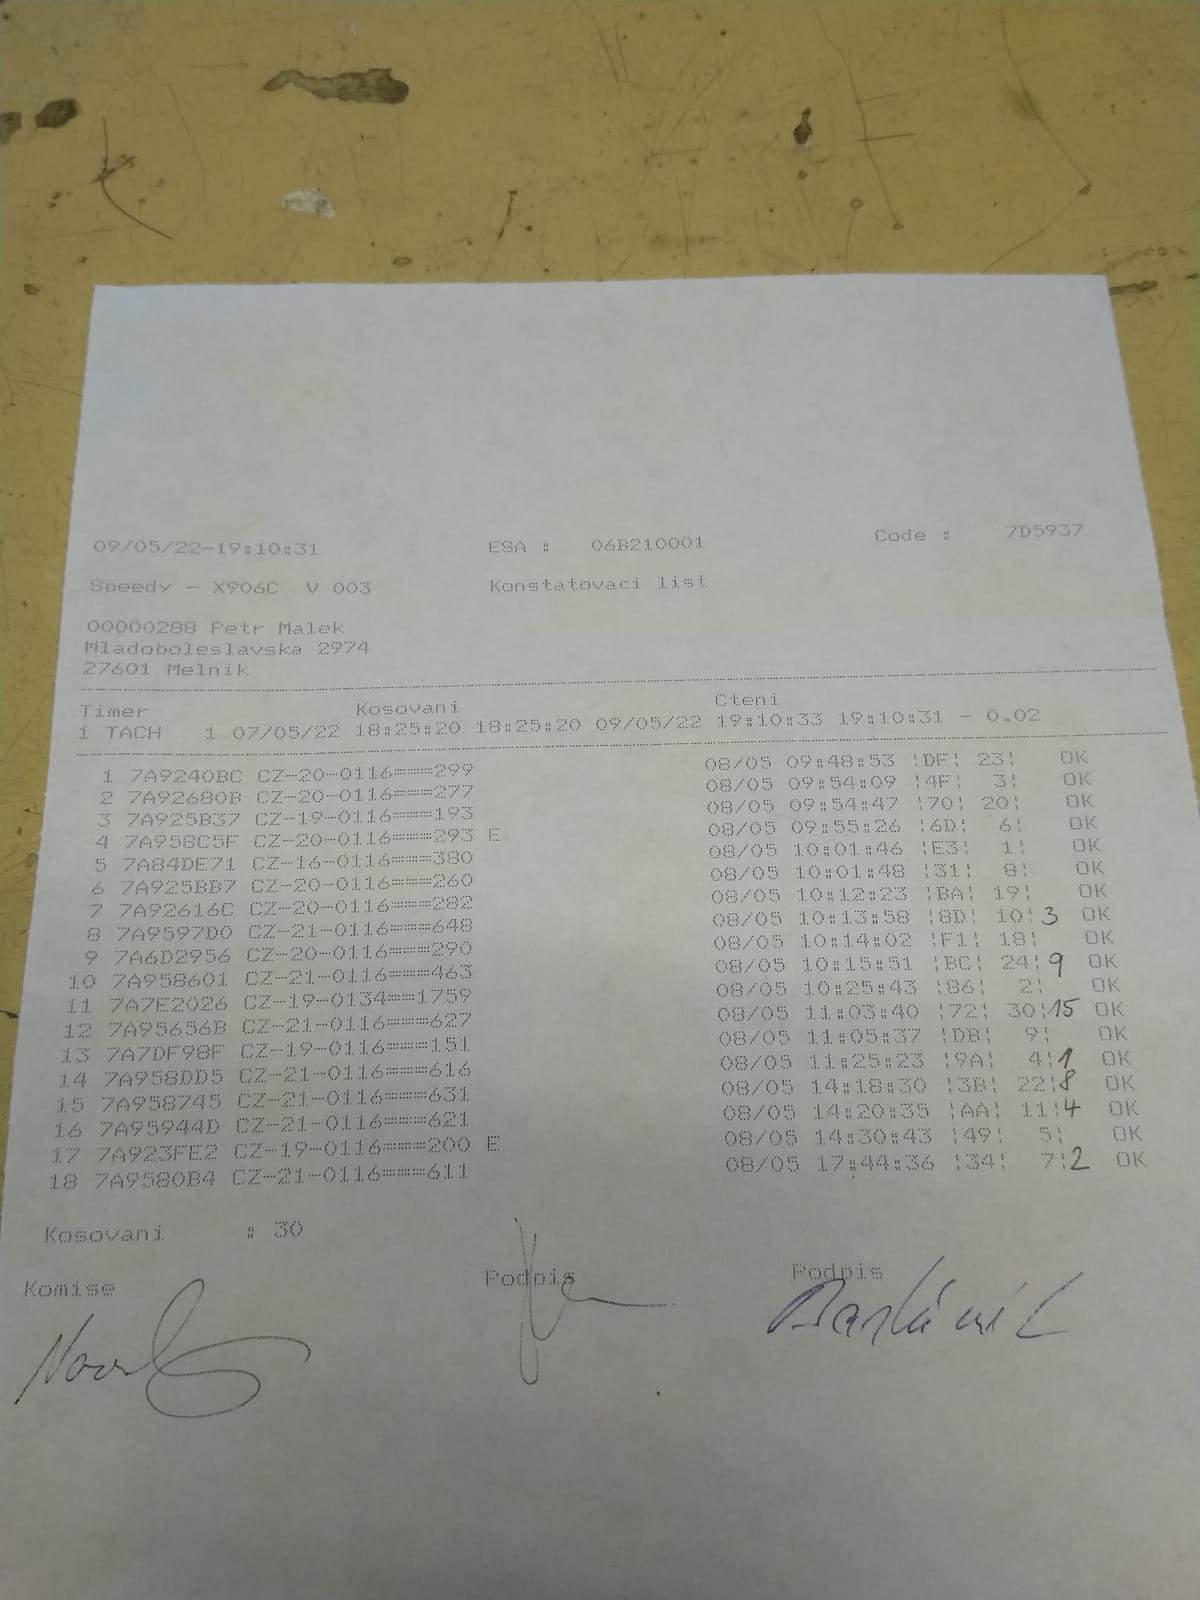 09/05/22-19:10:31 ESA : 06B210001 Code : 7D5937
Speedy - X906C V 003 Konstatovaci list
00000288 Petr Malek
Mladoboleslavska 2974
27601 Melnik
Timer Kosovani Cteni
1 TACH 1 07/05/22 18:25:20 18:25:20 09/05/22 19:10:33 19:10:31 - 0.02
1 7A9240BC CZ-20-0116===299 08/05 09:48:53 ¦DF¦ 23¦ OK
2 7A92680B CZ-20-0116===277 08/05 09:54:09 ¦4F¦ 3¦ OK
3 7A925B37 CZ-19-0116===193 08/05 09:54:47 ¦70¦ 20¦ OK
4 7A958C5F CZ-20-0116===293 E 08/05 09:55:26 ¦6D¦ 6¦ OK
5 7A84DE71 CZ-16-0116===380 08/05 10:01:46 ¦E3¦ 1¦ OK
6 7A925BB7 CZ-20-0116===260 08/05 10:01:48 ¦31¦ 8¦ OK
7 7A92616C CZ-20-0116===282 08/05 10:12:23 ¦BA¦ 19¦ OK
8 7A9597D0 CZ-21-0116===648 08/05 10:13:58 ¦8D¦ 10¦3 OK
9 7A6D2956 CZ-20-0116===290 08/05 10:14:02 ¦F1¦ 18¦ OK
10 7A958601 CZ-21-0116===463 08/05 10:15:51 ¦BC¦ 24¦9 OK
11 7A7E2026 CZ-19-0134==1759 08/05 10:25:43 ¦86¦ 2¦ OK
12 7A95656B CZ-21-0116===627 08/05 11:03:40 ¦72¦ 30¦15 OK
13 7A7DF98F CZ-19-0116===151 08/05 11:05:37 ¦DB¦ 9¦ OK
14 7A958DD5 CZ-21-0116===616 08/05 11:25:23 ¦9A¦ 4¦1 OK
15 7A958745 CZ-21-0116===631 08/05 14:18:30 ¦3B¦ 22¦8 OK
16 7A95944D CZ-21-0116===621 08/05 14:20:35 ¦AA¦ 11¦4 OK
17 7A923FE2 CZ-19-0116===200 E 08/05 14:30:43 ¦49¦ 5¦ OK
18 7A9580B4 CZ-21-0116===611 08/05 17:44:36 ¦34¦ 7¦2 OK
Kosovani : 30
Komise Podpis Podpis